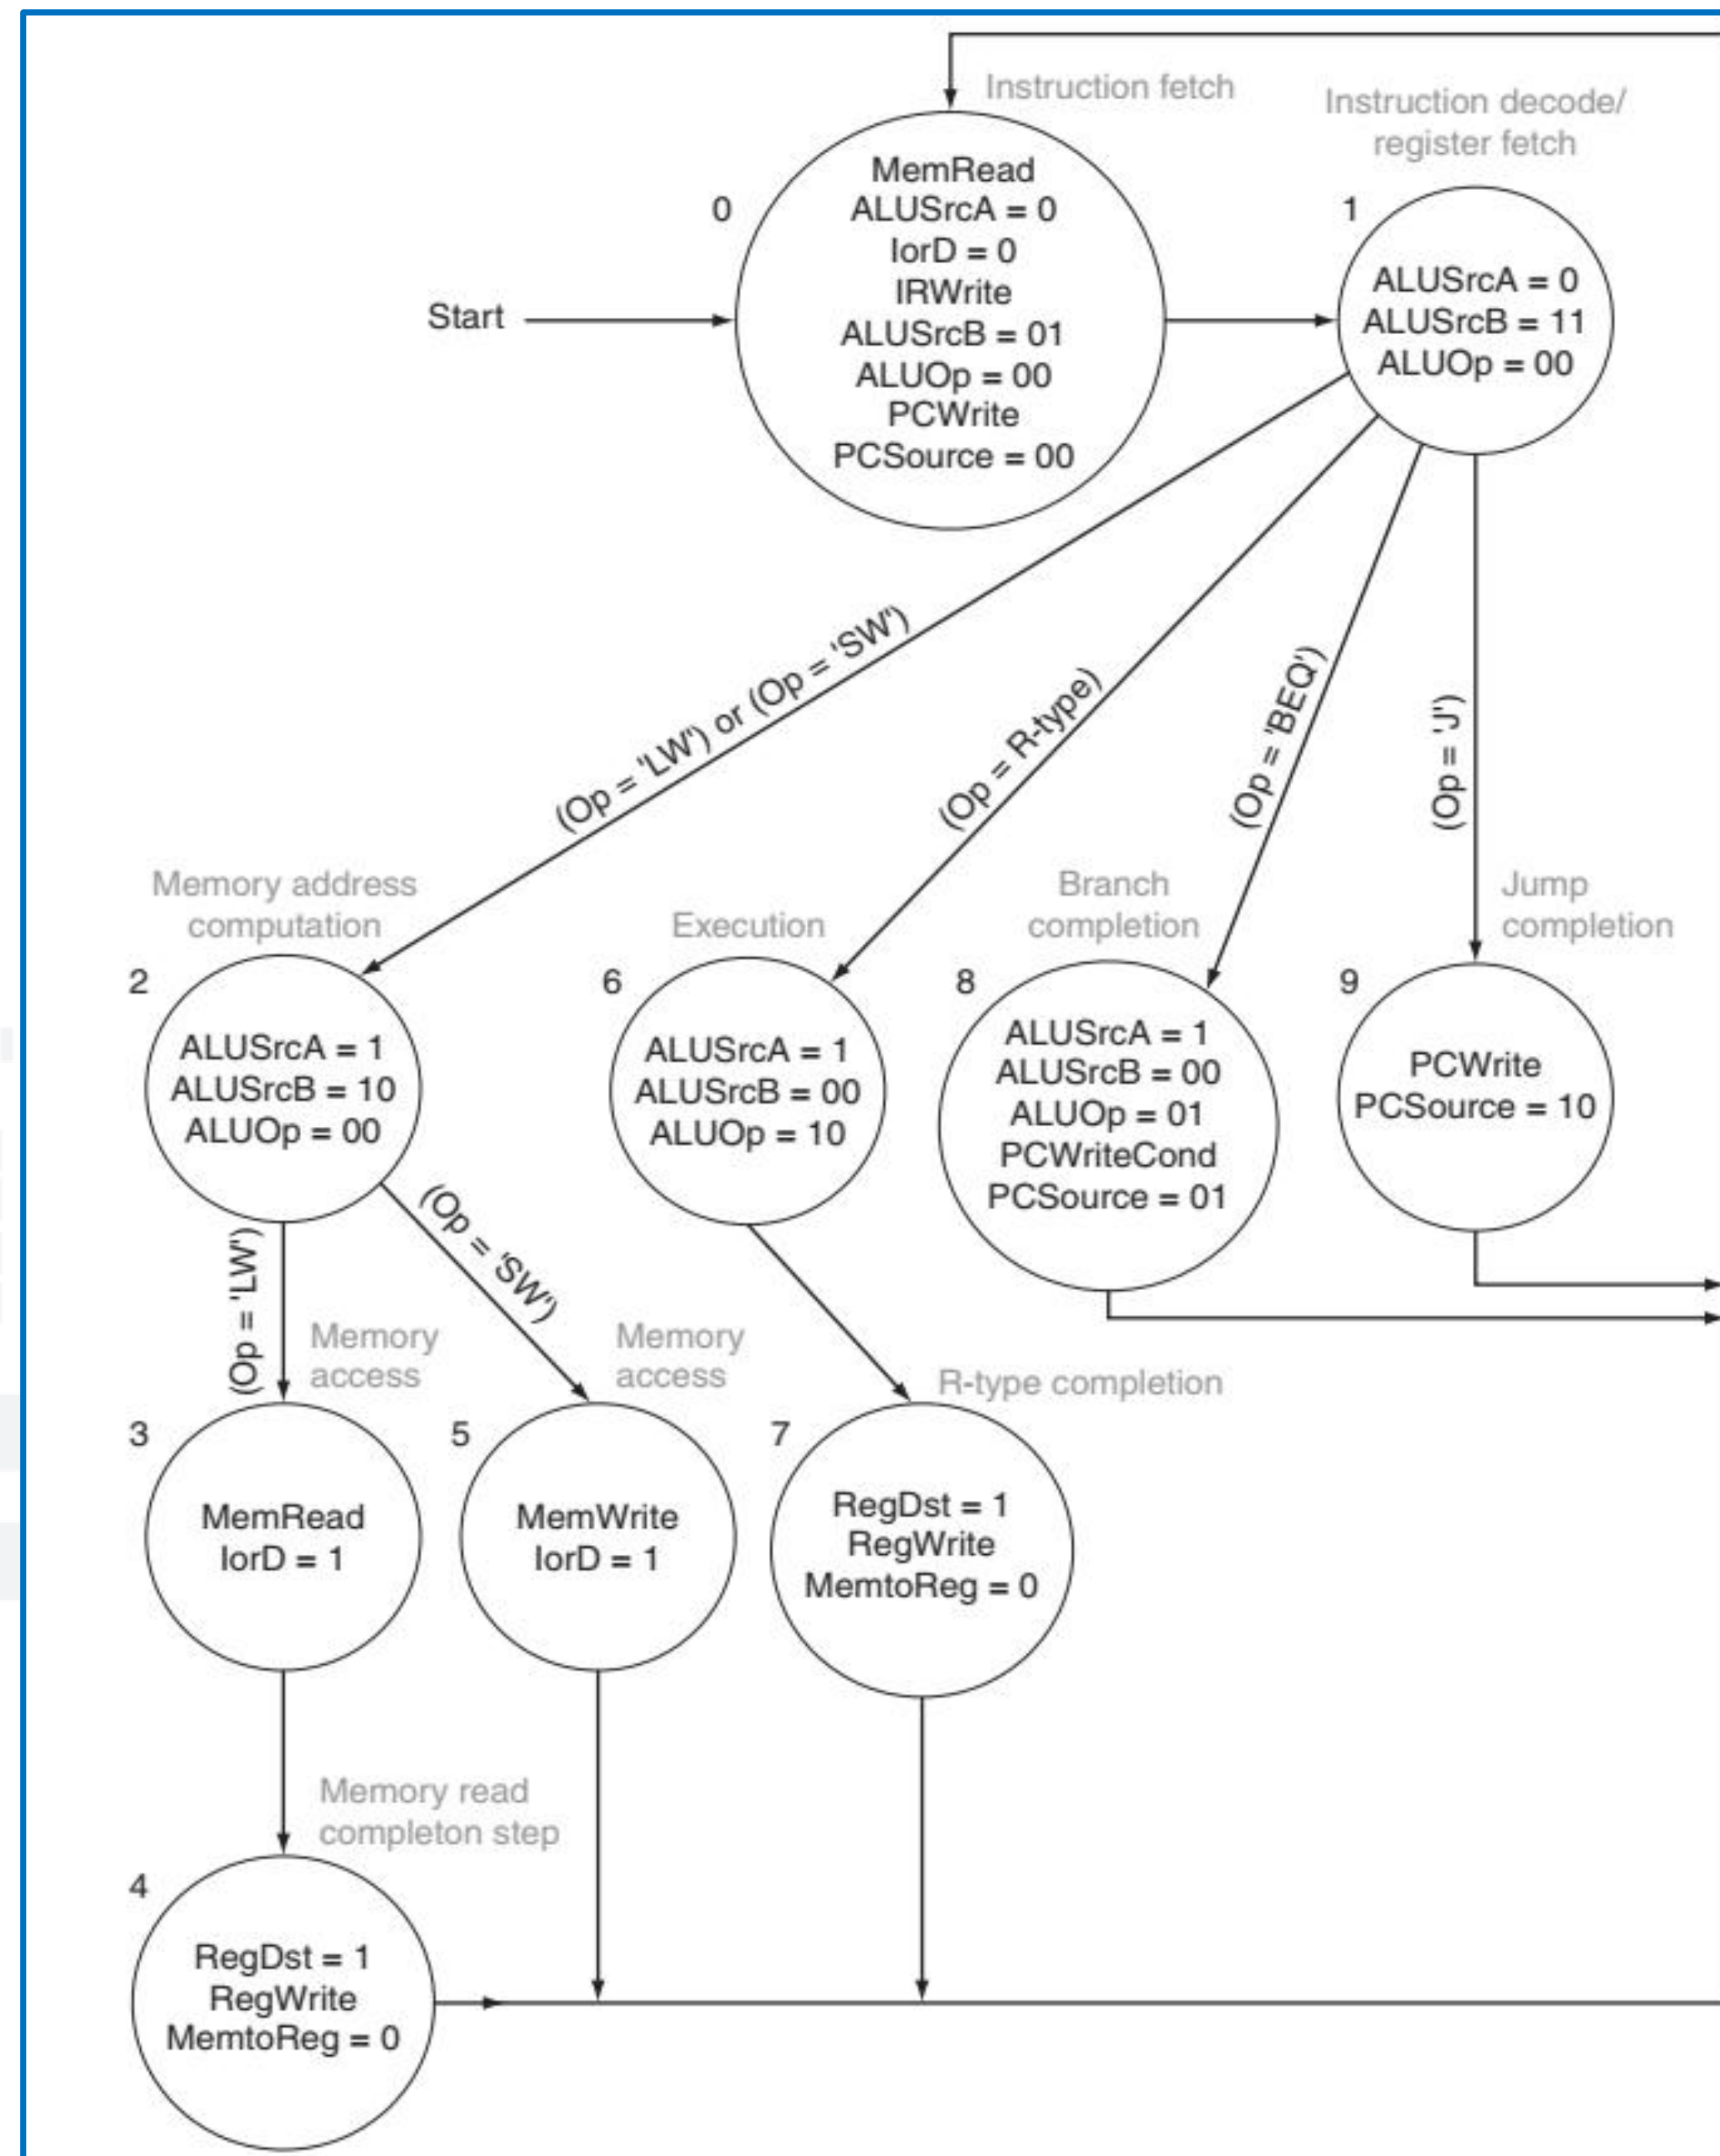 Instruction fetch
0
MemRead
ALUSrcA = 0
IorD = 0
IRWrite
ALUSrcB = 01
ALUOp = 00
PCWrite
PCSource = 00
Start
Instruction decode/
register fetch
1
ALUSrcA = 0
ALUSrcB = 11
ALUOp = 00
(Op = 'LW') or (Op = 'SW')
(Op = R-type)
(Op = 'BEQ')
(Op = 'J')
Memory address
computation
2
ALUSrcA = 1
ALUSrcB = 10
ALUOp = 00
Execution
6
ALUSrcA = 1
ALUSrcB = 00
ALUOp = 10
Branch
completion
8
ALUSrcA = 1
ALUSrcB = 00
ALUOp = 01
PCWriteCond
PCSource = 01
Jump
completion
9
PCWrite
PCSource = 10
(Op = 'LW')
(Op = 'SW')
Memory
access
3
MemRead
IorD = 1
Memory
access
5
MemWrite
IorD = 1
R-type completion
7
RegDst = 1
RegWrite
MemtoReg = 0
Memory read
completon step
4
RegDst = 1
RegWrite
MemtoReg = 0